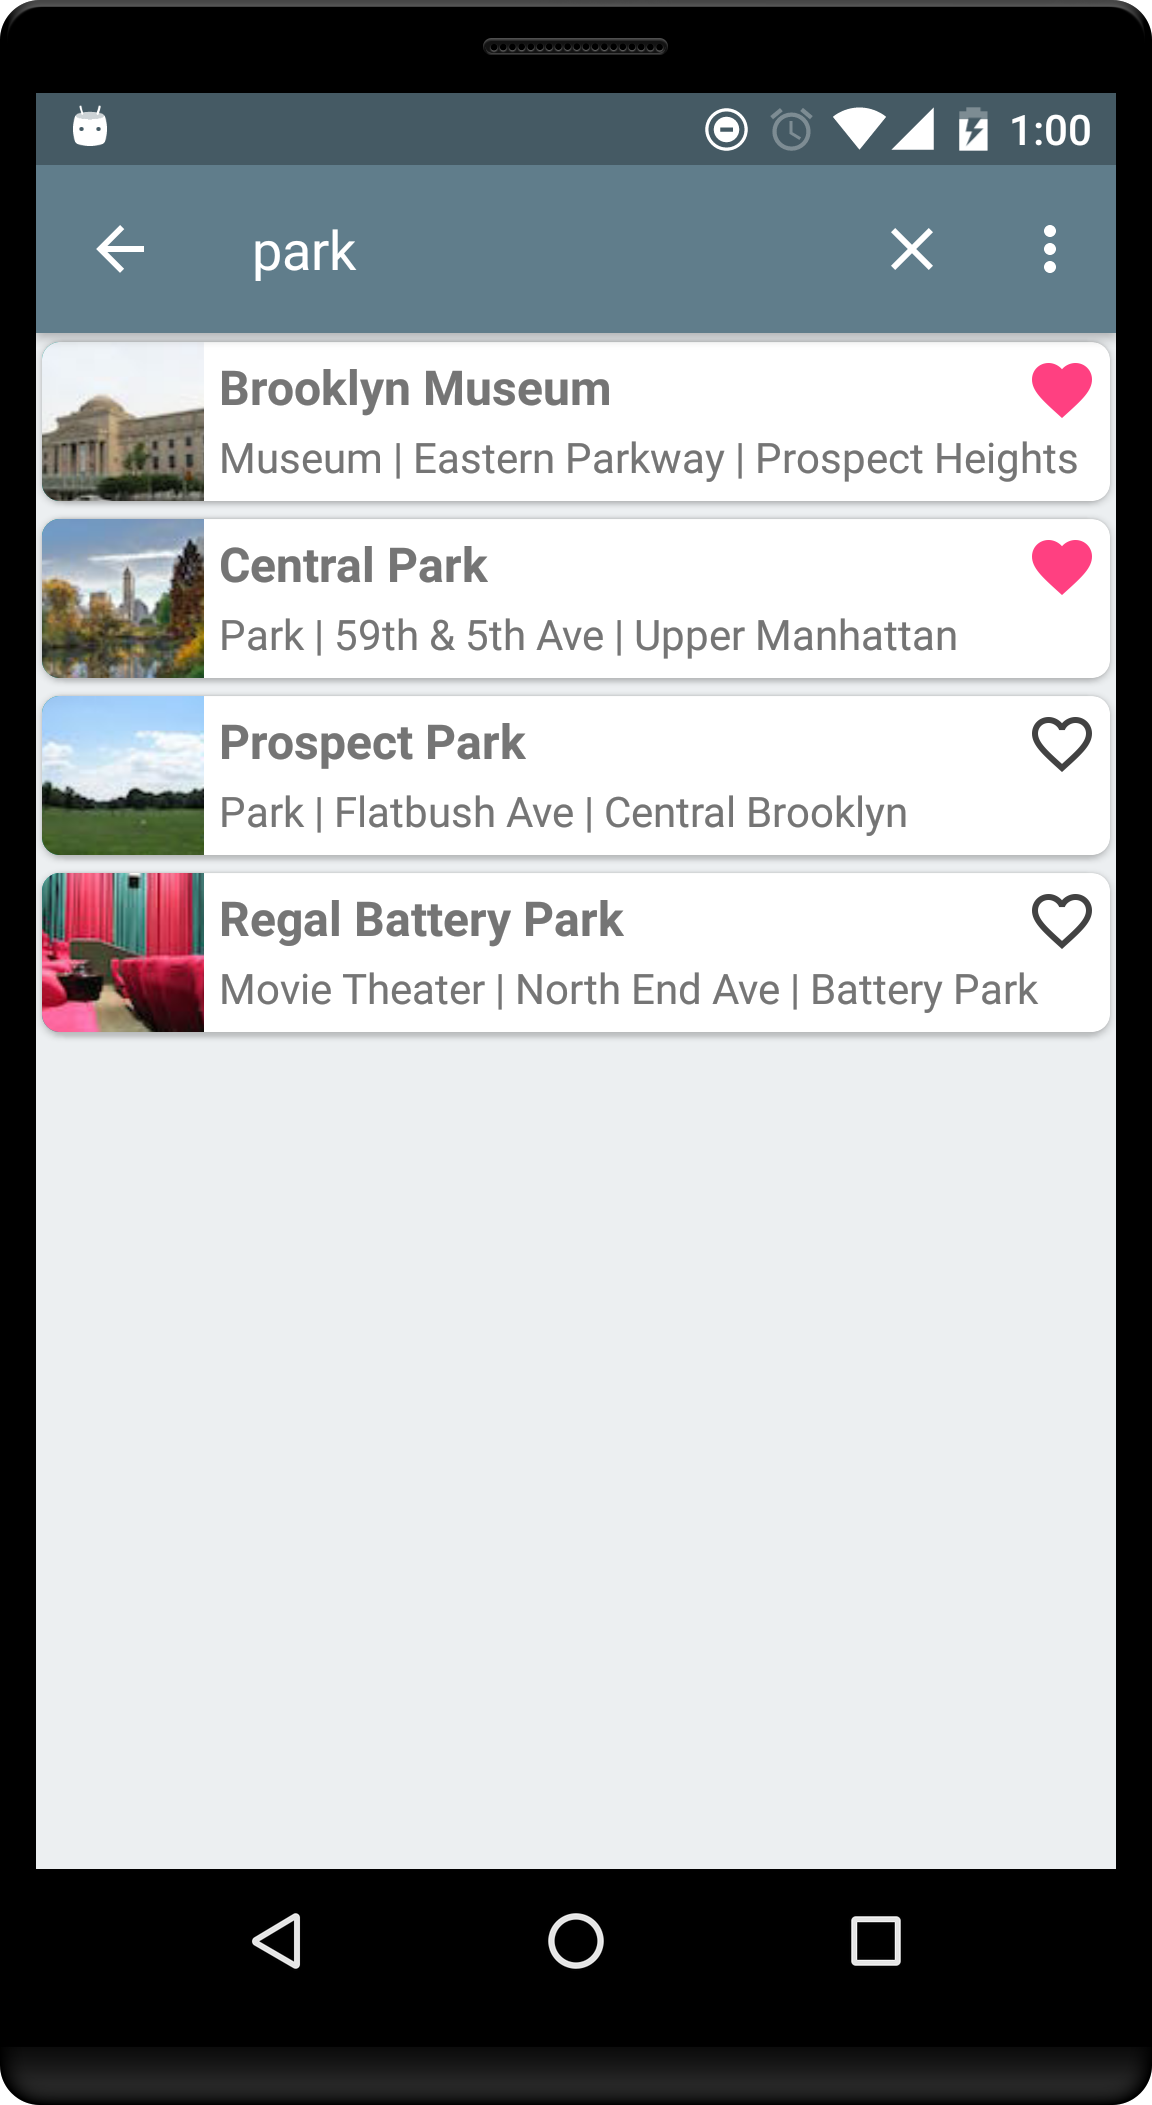 1:00
park
Brooklyn Museum
Museum | Eastern Parkway | Prospect Heights
Central Park
Park | 59th & 5th Ave | Upper Manhattan
Prospect Park
Park | Flatbush Ave | Central Brooklyn
Regal Battery Park
Movie Theater | North End Ave | Battery Park